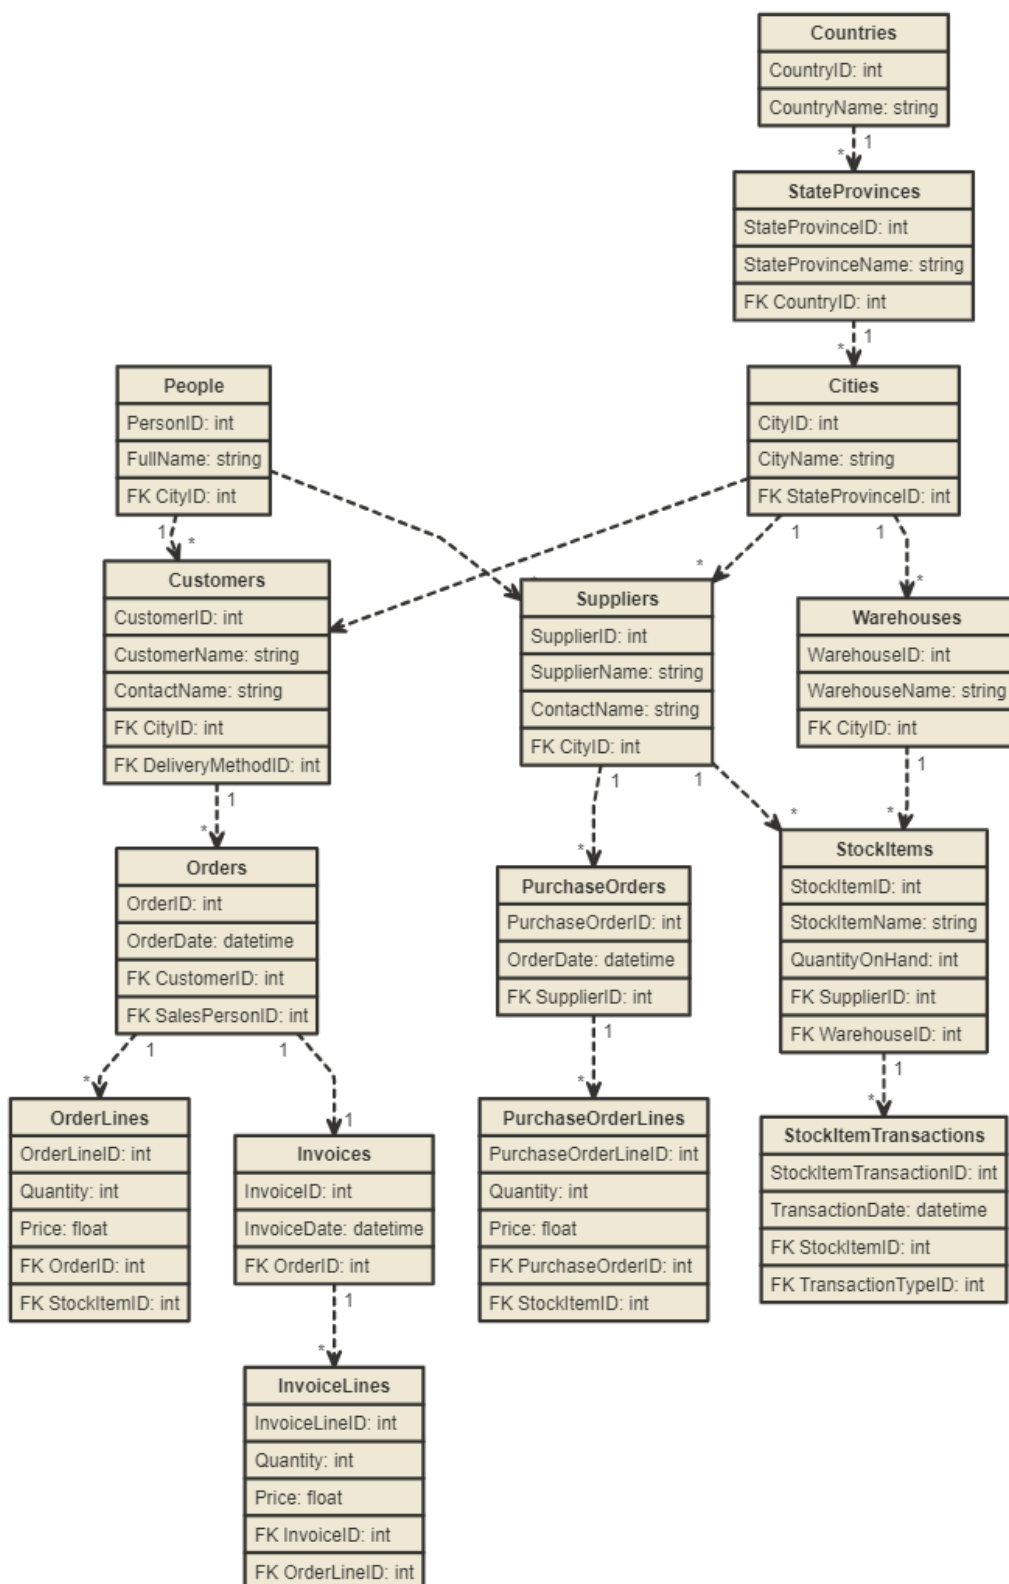 Countries
CountryID: int
CountryName: string
1
*
StateProvinces
StateProvinceID: int
StateProvinceName: string
FK CountryID: int
1
*
People
PersonID: int
FullName: string
FK CityID: int
Cities
CityID: int
CityName: string
FK StateProvinceID: int
1
*
1
1
*
*
Customers
CustomerID: int
CustomerName: string
ContactName: string
FK CityID: int
FK DeliveryMethodID: int
Suppliers
SupplierID: int
SupplierName: string
ContactName: string
FK CityID: int
Warehouses
WarehouseID: int
WarehouseName: string
FK CityID: int
1
*
1
1
*
*
1
*
Orders
OrderID: int
OrderDate: datetime
FK CustomerID: int
FK SalesPersonID: int
PurchaseOrders
PurchaseOrderID: int
OrderDate: datetime
FK SupplierID: int
StockItems
StockItemID: int
StockItemName: string
QuantityOnHand: int
FK SupplierID: int
FK WarehouseID: int
1
1
*
1
1
*
1
*
OrderLines
OrderLineID: int
Quantity: int
Price: float
FK OrderID: int
FK StockItemID: int
Invoices
InvoiceID: int
InvoiceDate: datetime
FK OrderID: int
PurchaseOrderLines
PurchaseOrderLineID: int
Quantity: int
Price: float
FK PurchaseOrderID: int
FK StockItemID: int
StockItemTransactions
StockItemTransactionID: int
TransactionDate: datetime
FK StockItemID: int
FK TransactionTypeID: int
1
*
InvoiceLines
InvoiceLineID: int
Quantity: int
Price: float
FK InvoiceID: int
FK OrderLineID: int